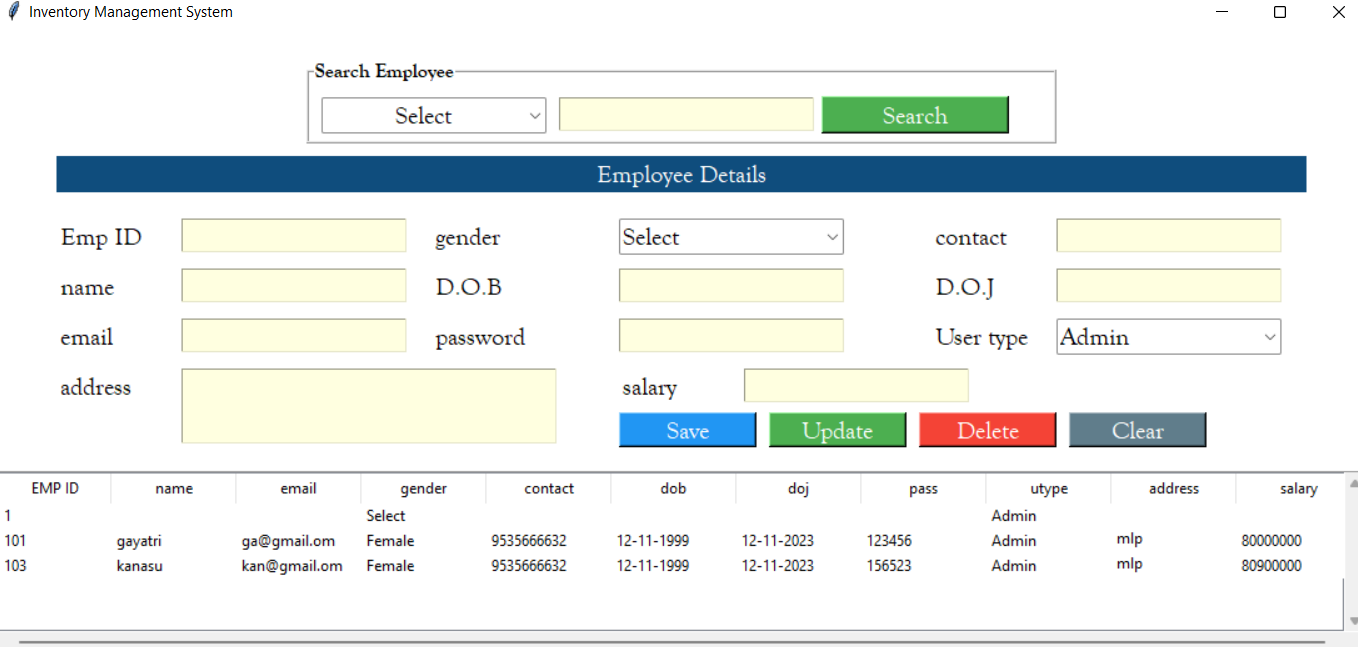 Inventory Management System
Search Employee
Select Search
Employee Details
Emp ID gender Select contact
name D.O.B D.O.J
email password User type Admin
address salary
Save Update Delete Clear
EMP ID name email gender contact dob doj pass utype address salary
1 Select Admin
101 gayatri ga@gmail.om Female 9535666632 12-11-1999 12-11-2023 123456 Admin mlp 80000000
103 kanasu kan@gmail.om Female 9535666632 12-11-1999 12-11-2023 156523 Admin mlp 80900000